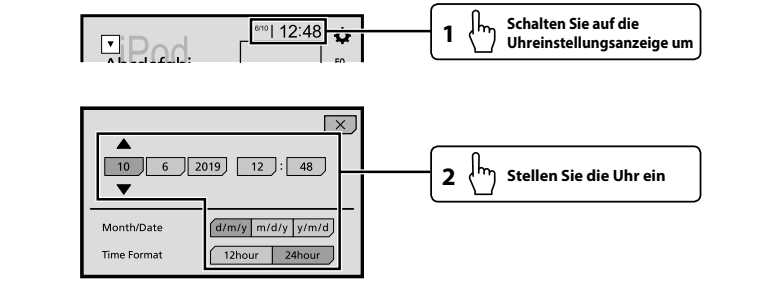 6/10 12:48
▼
iPod
1 Schalten Sie auf die
Uhreinstellungsanzeige um
10 6 2019 12 : 48
2 Stellen Sie die Uhr ein
Month/Date d/m/y m/d/y y/m/d
Time Format 12hour 24hour